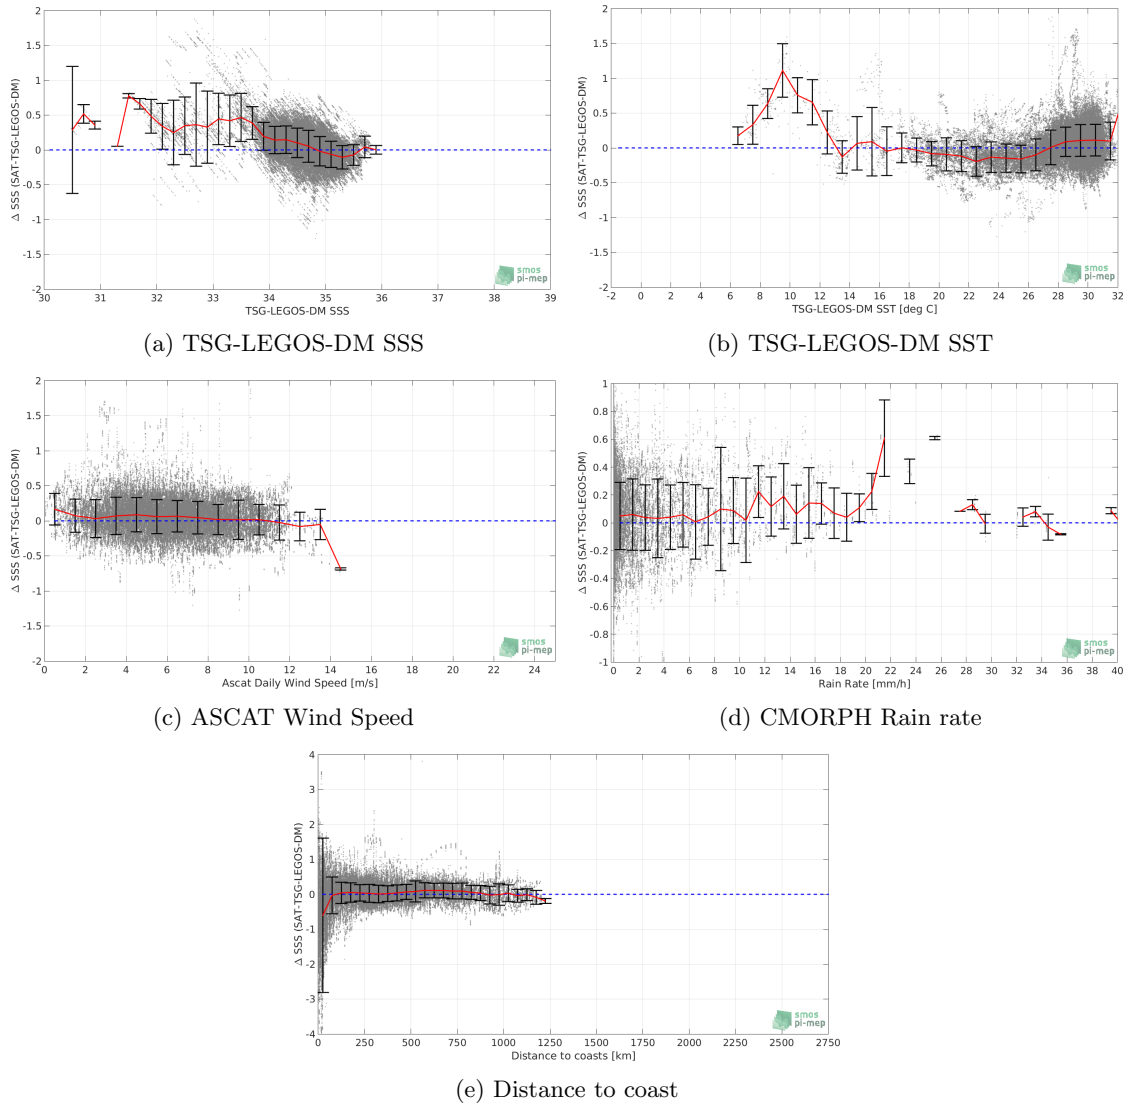 2
1.5
1
0.5
0
-0.5
-1
-1.5
-2
Δ SSS (SAT-TSG-LEGOS-DM)
30 31 32 33 34 35 36 37 38 39
TSG-LEGOS-DM SSS
smos
pi-mep
(a) TSG-LEGOS-DM SSS
2
1.5
1
0.5
0
-0.5
-1
-1.5
-2
Δ SSS (SAT-TSG-LEGOS-DM)
-2 0 2 4 6 8 10 12 14 16 18 20 22 24 26 28 30 32
TSG-LEGOS-DM SST [deg C]
smos
pi-mep
(b) TSG-LEGOS-DM SST
2
1.5
1
0.5
0
-0.5
-1
-1.5
-2
Δ SSS (SAT-TSG-LEGOS-DM)
0 2 4 6 8 10 12 14 16 18 20 22 24
Ascat Daily Wind Speed [m/s]
smos
pi-mep
(c) ASCAT Wind Speed
1
0.8
0.6
0.4
0.2
0
-0.2
-0.4
-0.6
-0.8
-1
Δ SSS (SAT-TSG-LEGOS-DM)
0 2 4 6 8 10 12 14 16 18 20 22 24 26 28 30 32 34 36 38 40
Rain Rate [mm/h]
smos
pi-mep
(d) CMORPH Rain rate
4
3
2
1
0
-1
-2
-3
-4
Δ SSS (SAT-TSG-LEGOS-DM)
0 250 500 750 1000 1250 1500 1750 2000 2250 2500 2750
Distance to coasts [km]
smos
pi-mep
(e) Distance to coast